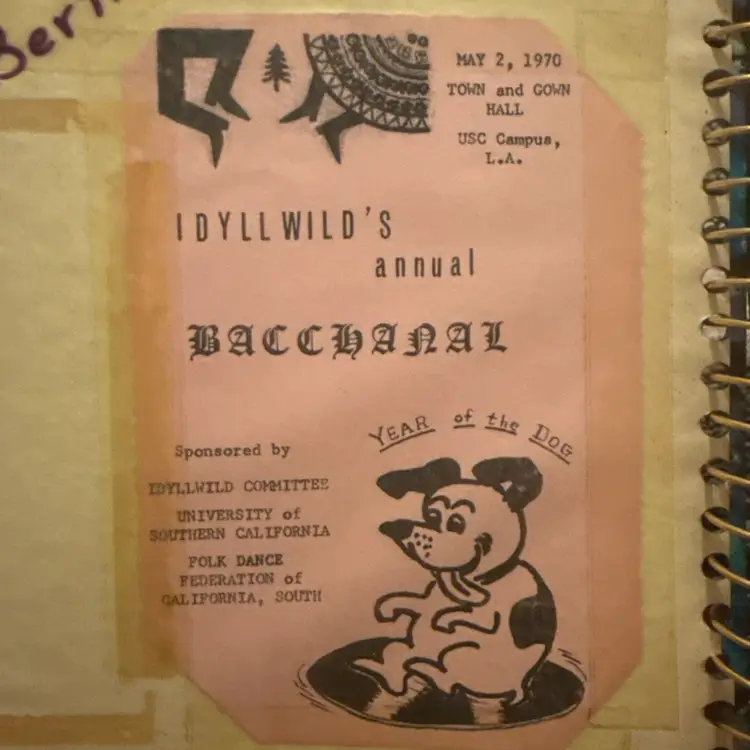 MAY 2, 1970
TOWN and GOWN
HALL
USC Campus,
L.A.
IDYLLWILD'S
annual
BACCHANAL
YEAR of the DOG
Sponsored by
IDYLLWILD COMMITTEE
UNIVERSITY of
SOUTHERN CALIFORNIA
FOLK DANCE
FEDERATION of
CALIFORNIA, SOUTH